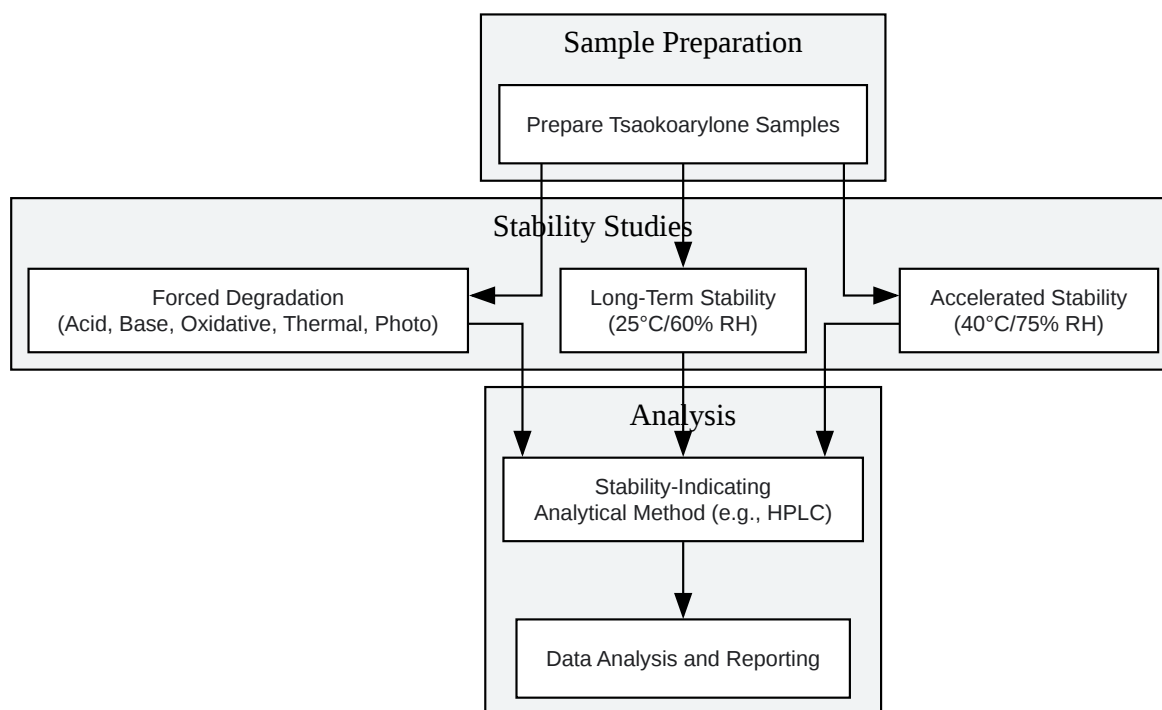 Sample Preparation
Prepare Tsaokoarylone Samples
Stability Studies
Forced Degradation
(Acid, Base, Oxidative, Thermal, Photo)
Long-Term Stability
(25°C/60% RH)
Accelerated Stability
(40°C/75% RH)
Analysis
Stability-Indicating
Analytical Method (e.g., HPLC)
Data Analysis and Reporting